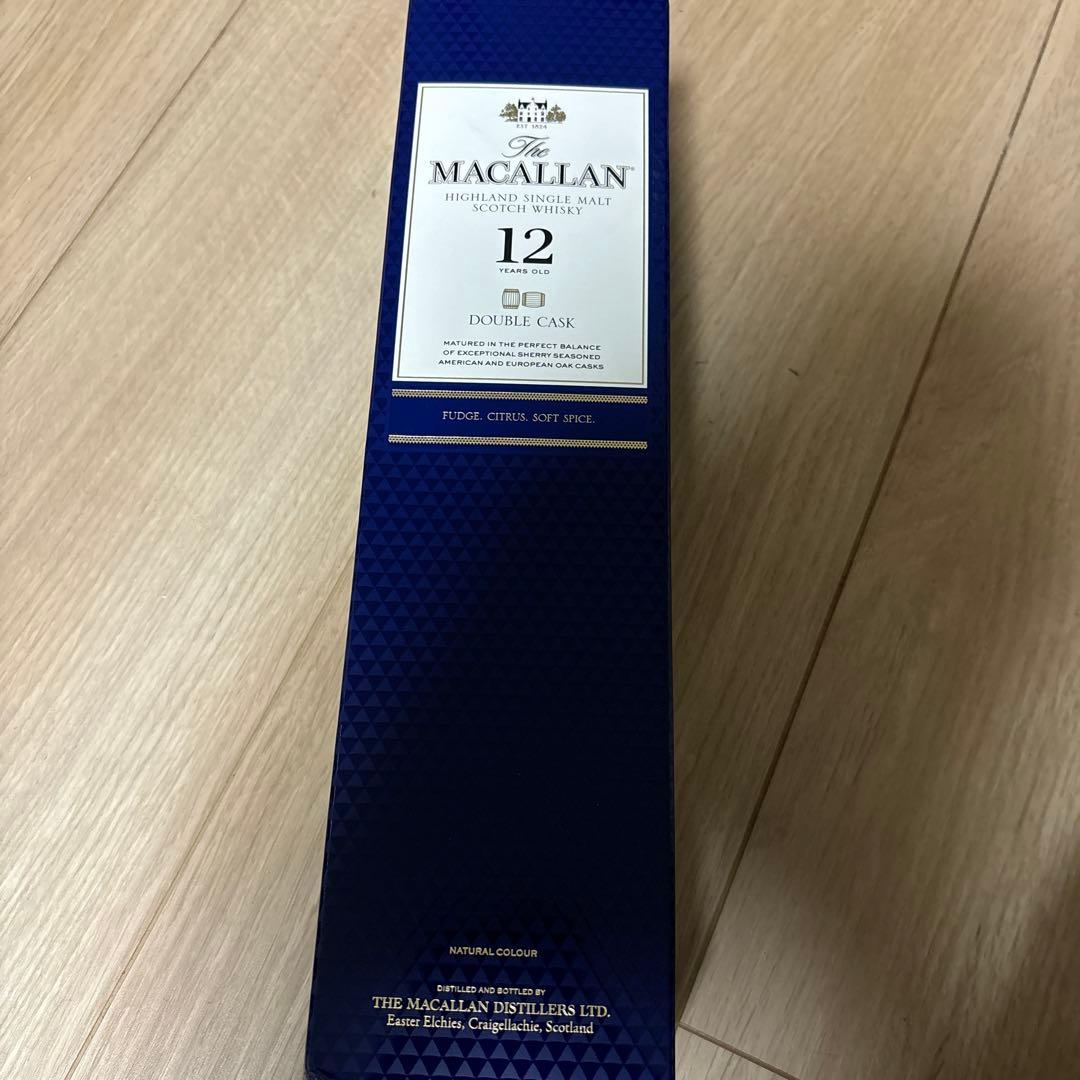 EST 1824
The
MACALLAN®
HIGHLAND SINGLE MALT
SCOTCH WHISKY
12
YEARS OLD
DOUBLE CASK
MATURED IN THE PERFECT BALANCE
OF EXCEPTIONAL SHERRY SEASONED
AMERICAN AND EUROPEAN OAK CASKS
FUDGE. CITRUS. SOFT SPICE.
NATURAL COLOUR
DISTILLED AND BOTTLED BY
THE MACALLAN DISTILLERS LTD.
Easter Elchies, Craigellachie, Scotland